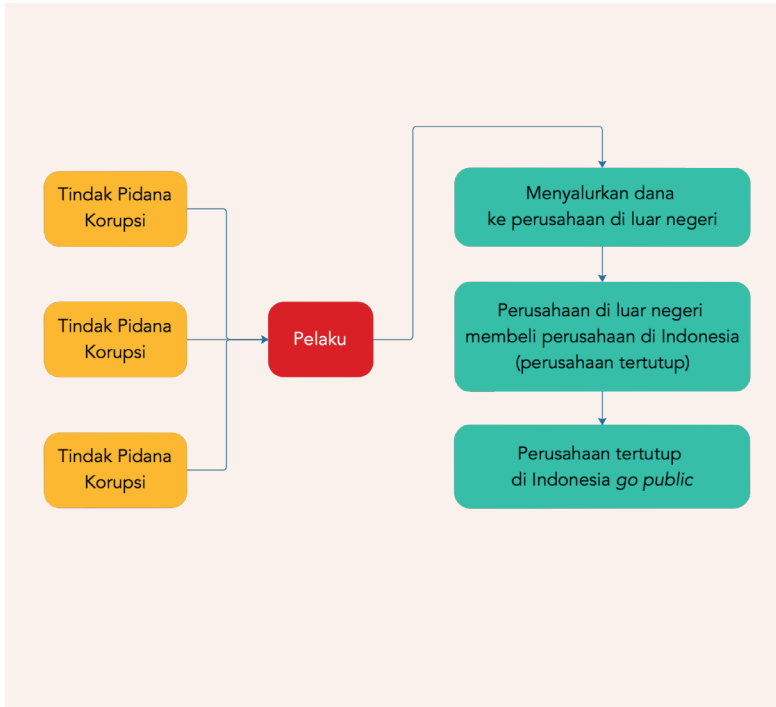 Tindak Pidana
Korupsi
Tindak Pidana
Korupsi
Tindak Pidana
Korupsi
Pelaku
Menyalurkan dana
ke perusahaan di luar negeri
Perusahaan di luar negeri
membeli perusahaan di Indonesia
(perusahaan tertutup)
Perusahaan tertutup
di Indonesia go public